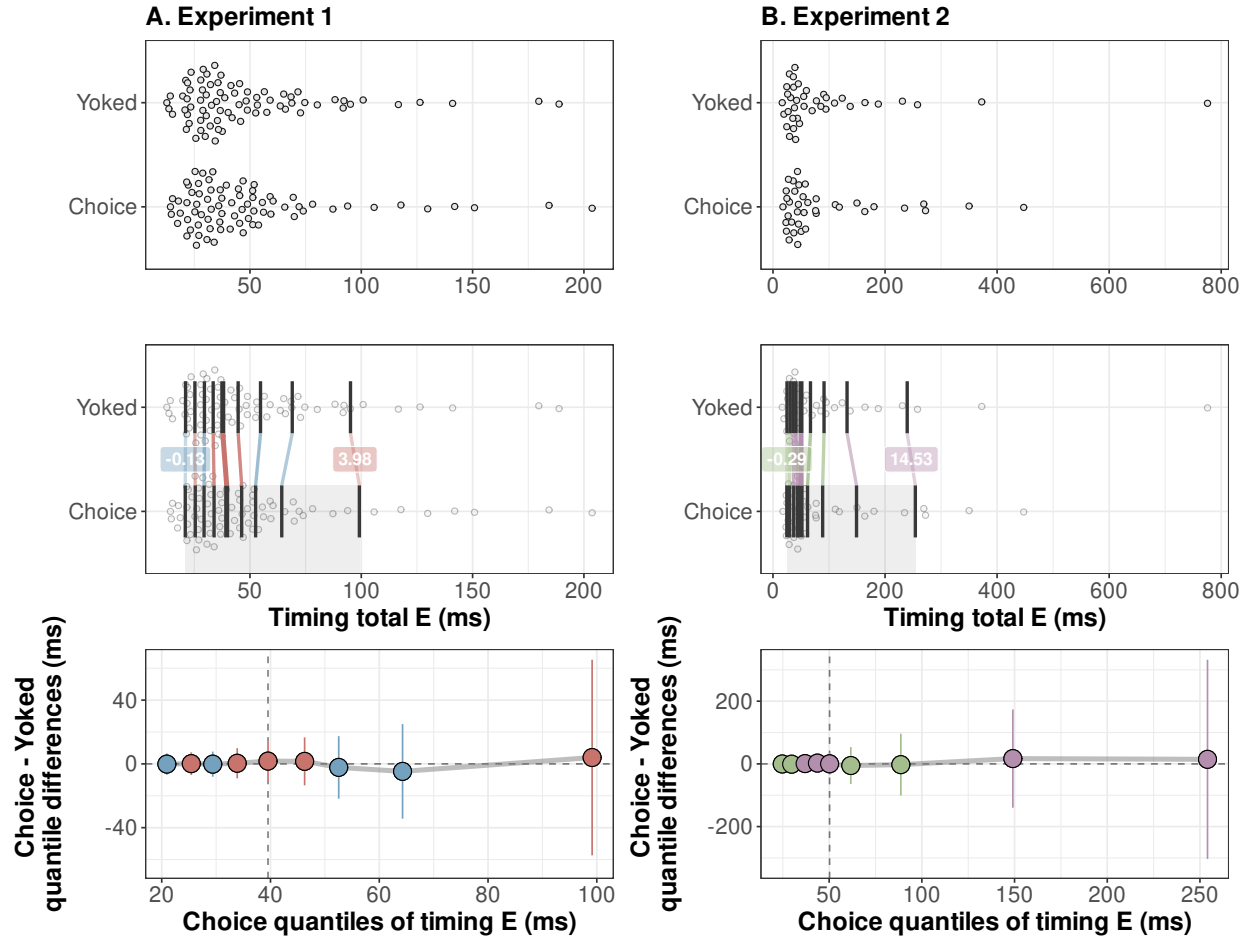 A. Experiment 1
Yoked
Choice
50
100
150
200
Yoked
-0.13
3.98
Choice
50
100
150
200
Timing total E (ms)
Choice - Yoked
quantile differences (ms)
40
0
-40
20
40
60
80
100
Choice quantiles of timing E (ms)
B. Experiment 2
Yoked
Choice
0
200
400
600
800
Yoked
-0.29
14.53
Choice
0
200
400
600
800
Timing total E (ms)
Choice - Yoked
quantile differences (ms)
200
0
-200
50
100
150
200
250
Choice quantiles of timing E (ms)